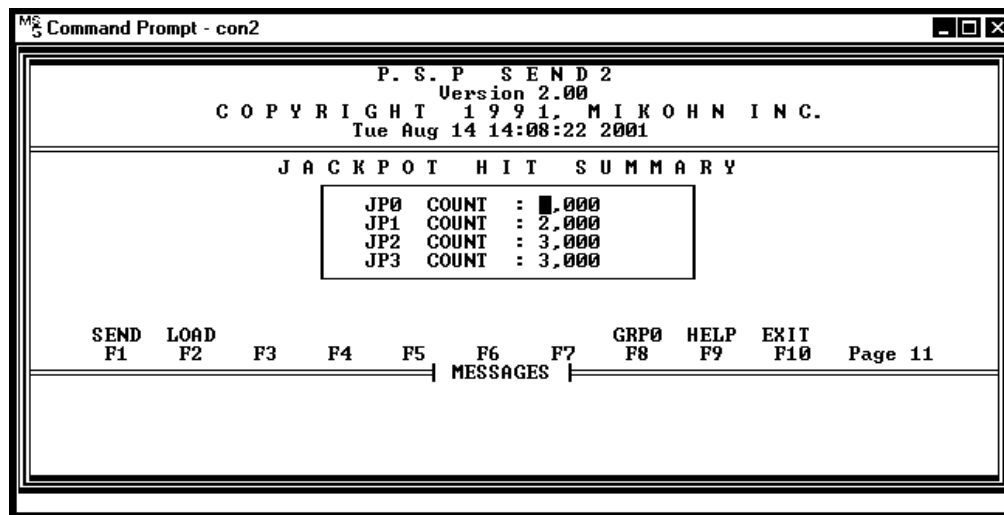 Command Prompt - con2
P. S. P S E N D 2
Version 2.00
C O P Y R I G H T 1 9 9 1, M I K O H N I N C.
Tue Aug 14 14:08:22 2001
J A C K P O T H I T S U M M A R Y
JP0 COUNT : ,000
JP1 COUNT : 2,000
JP2 COUNT : 3,000
JP3 COUNT : 3,000
SEND LOAD GRP0 HELP EXIT
F1 F2 F3 F4 F5 F6 F7 F8 F9 F10 Page 11
MESSAGES